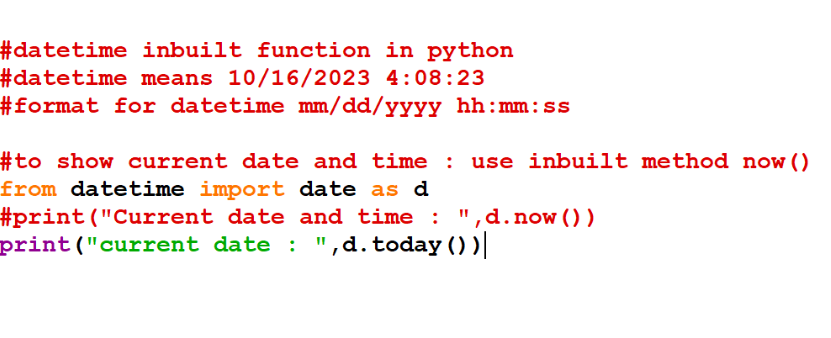 #datetime inbuilt function in python
#datetime means 10/16/2023 4:08:23
#format for datetime mm/dd/yyyy hh:mm:ss
#to show current date and time : use inbuilt method now()
from datetime import date as d
#print("Current date and time : ",d.now())
print("current date : ",d.today())